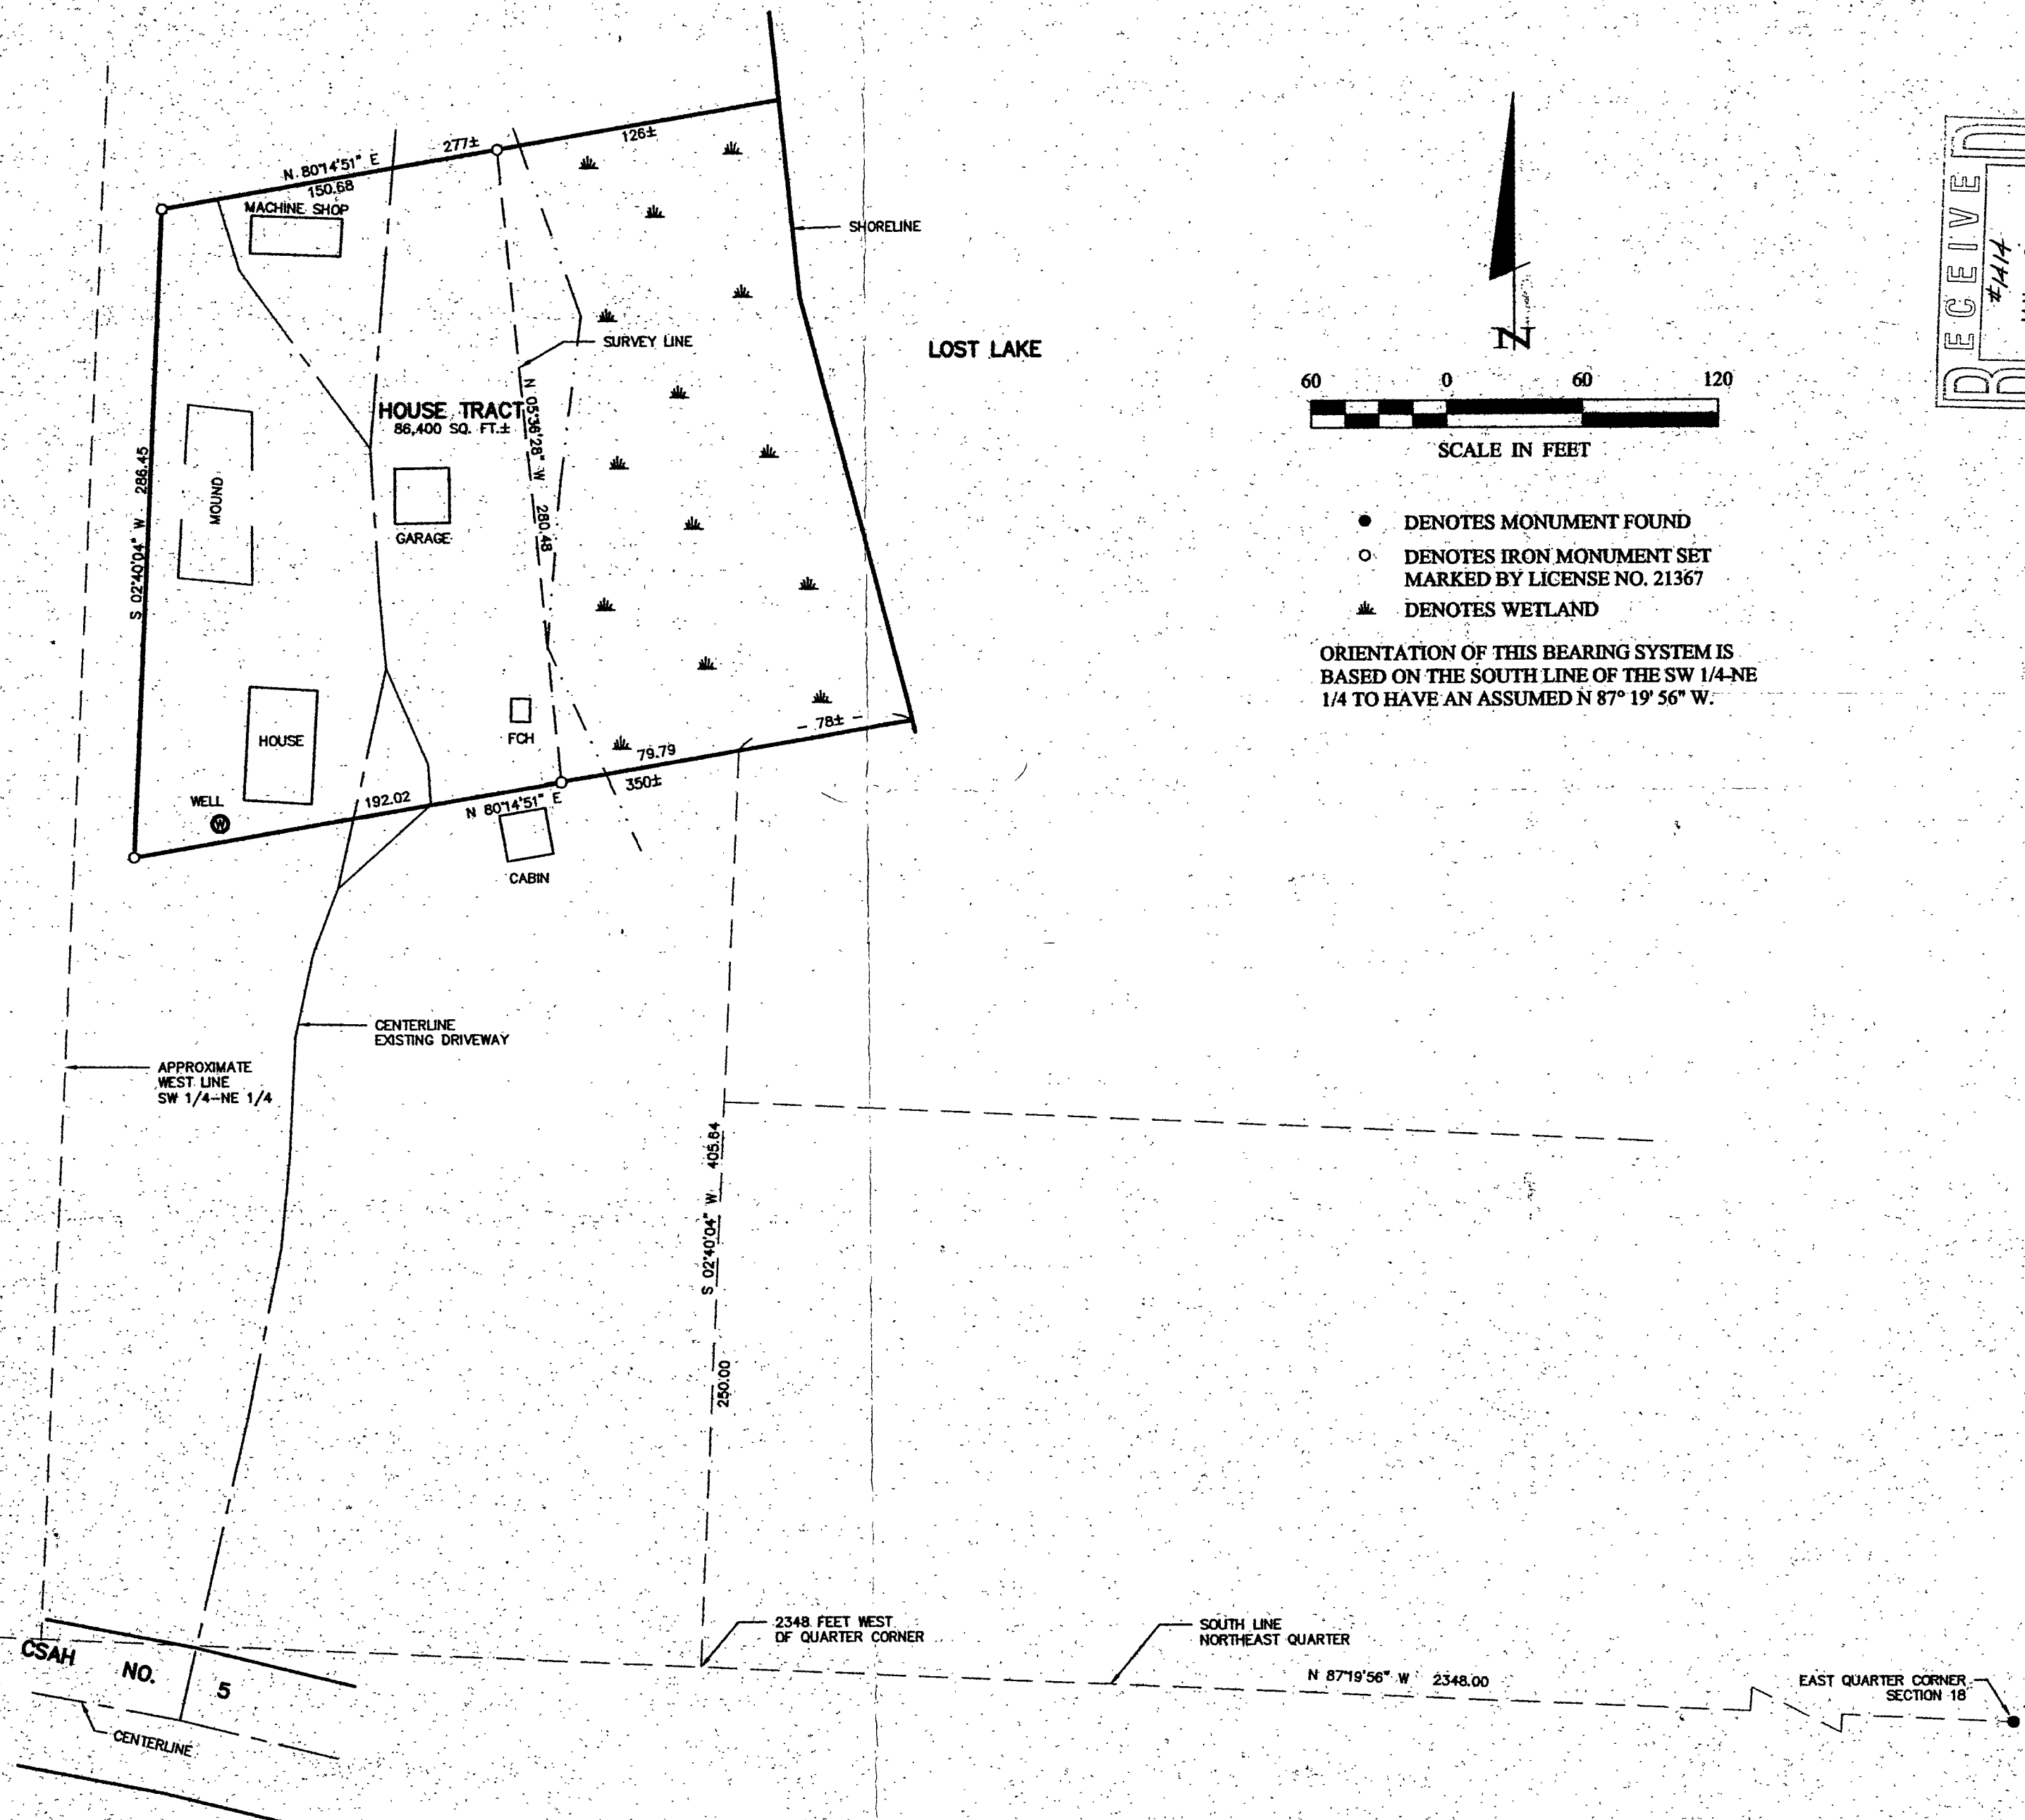 N. 80°14'51" E
277±
126±
150.68
MACHINE SHOP
SHORELINE
SURVEY LINE
LOST LAKE
HOUSE TRACT
86,400 SQ. FT.±
N 05°36'28" W 280.48
S 02°40'04" W 286.45
MOUND
GARAGE
HOUSE
FCH
WELL
W
192.02
N 80°14'51" E
79.79
350±
78±
CABIN
CENTERLINE
EXISTING DRIVEWAY
APPROXIMATE
WEST LINE
SW 1/4-NE 1/4
S 02°40'04" W 405.64
250.00
2348 FEET WEST
OF QUARTER CORNER
SOUTH LINE
NORTHEAST QUARTER
N 87°19'56" W 2348.00
EAST QUARTER CORNER
SECTION 18
CSAH NO. 5
CENTERLINE
N
60 0 60 120
SCALE IN FEET
DENOTES MONUMENT FOUND
DENOTES IRON MONUMENT SET
MARKED BY LICENSE NO. 21367
DENOTES WETLAND
ORIENTATION OF THIS BEARING SYSTEM IS
BASED ON THE SOUTH LINE OF THE SW 1/4-NE
1/4 TO HAVE AN ASSUMED N 87° 19' 56" W.
RECEIVED
#1414